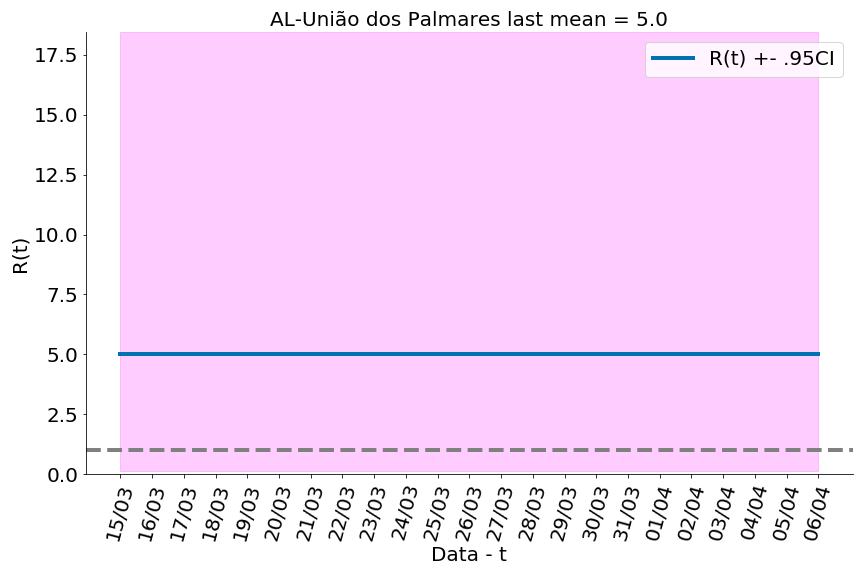 AL-União dos Palmares last mean = 5.0
R(t) +- .95CI
17.5
15.0
12.5
10.0
7.5
5.0
2.5
0.0
R(t)
15/03 16/03 17/03 18/03 19/03 20/03 21/03 22/03 23/03 24/03 25/03 26/03 27/03 28/03 29/03 30/03 31/03 01/04 02/04 03/04 04/04 05/04 06/04
Data - t